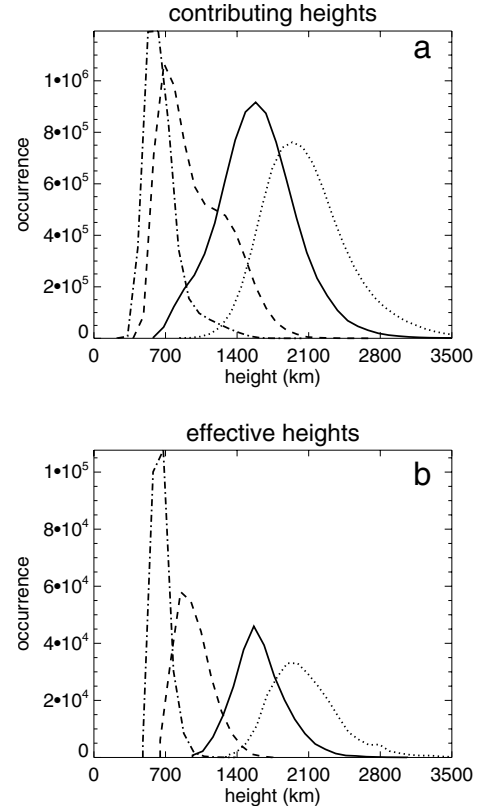 contributing heights
a
1•10⁶
8•10⁵
6•10⁵
4•10⁵
2•10⁵
0
occurrence
0 700 1400 2100 2800 3500
height (km)
effective heights
b
1•10⁵
8•10⁴
6•10⁴
4•10⁴
2•10⁴
0
occurrence
0 700 1400 2100 2800 3500
height (km)